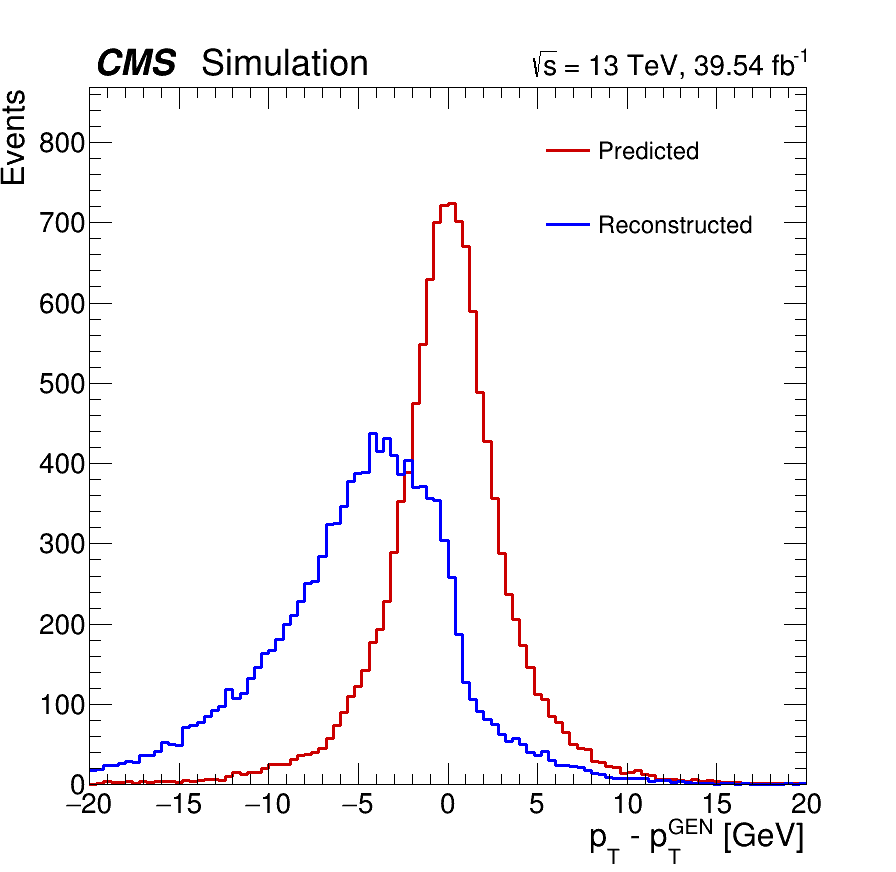 CMS Simulation √s = 13 TeV, 39.54 fb⁻¹
Events
800
700
600
500
400
300
200
100
0
Predicted
Reconstructed
−20 −15 −10 −5 0 5 10 15 20
p_T - p_T^GEN [GeV]